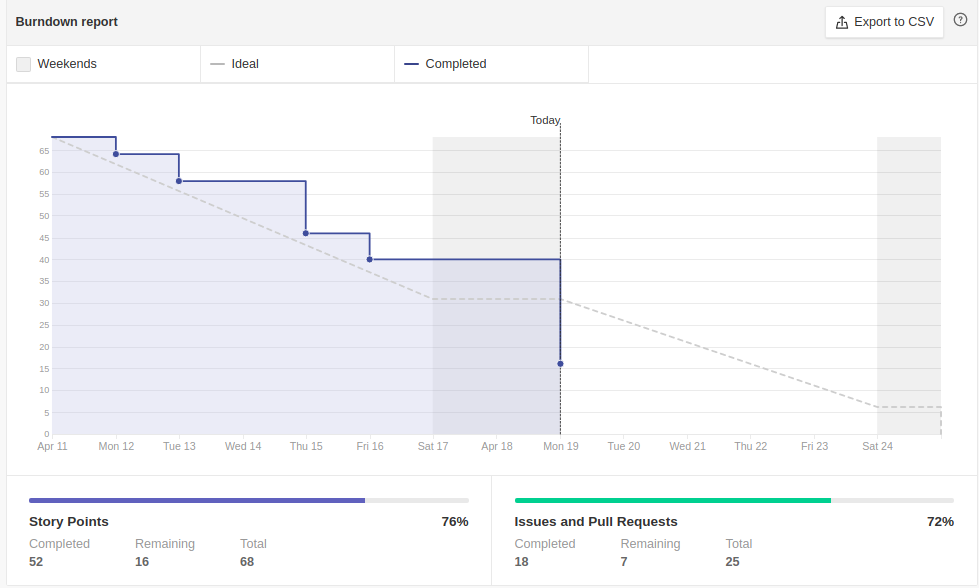 Burndown report
Export to CSV
?
Weekends
Ideal
Completed
Today
65
60
55
50
45
40
35
30
25
20
15
10
5
0
Apr 11 Mon 12 Tue 13 Wed 14 Thu 15 Fri 16 Sat 17 Apr 18 Mon 19 Tue 20 Wed 21 Thu 22 Fri 23 Sat 24
Story Points 76%
Completed Remaining Total
52 16 68
Issues and Pull Requests 72%
Completed Remaining Total
18 7 25